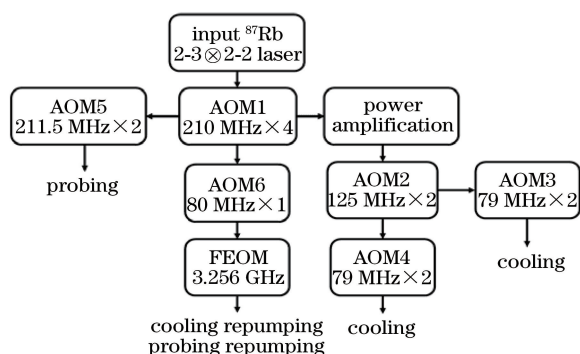 input ⁸⁷Rb
2-3⊗2-2 laser
AOM5
211.5 MHz×2
AOM1
210 MHz×4
power
amplification
probing
AOM6
80 MHz×1
AOM2
125 MHz×2
AOM3
79 MHz×2
FEOM
3.256 GHz
AOM4
79 MHz×2
cooling
cooling repumping
probing repumping
cooling